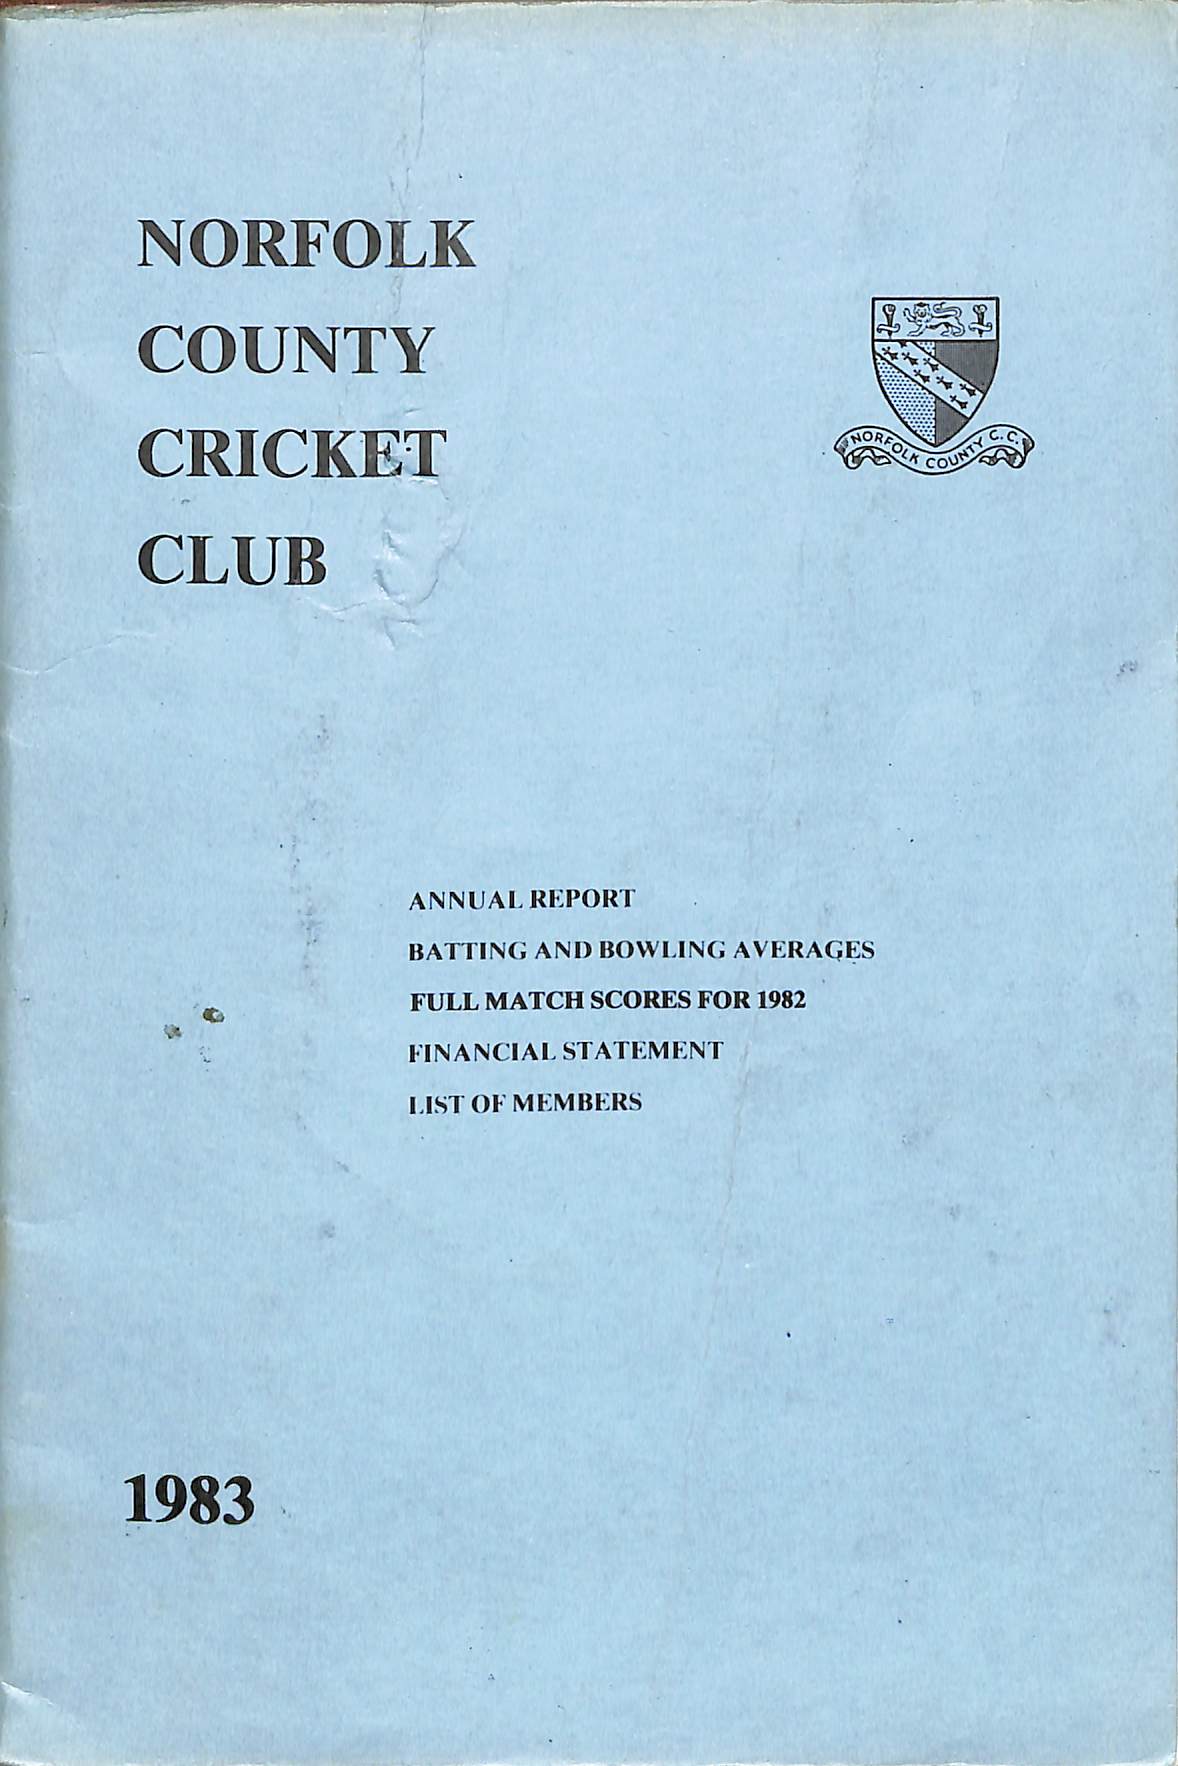 NORFOLK
COUNTY
CRICKET
CLUB
NORFOLK COUNTY C.C.
ANNUAL REPORT
BATTING AND BOWLING AVERAGES
FULL MATCH SCORES FOR 1982
FINANCIAL STATEMENT
LIST OF MEMBERS
1983